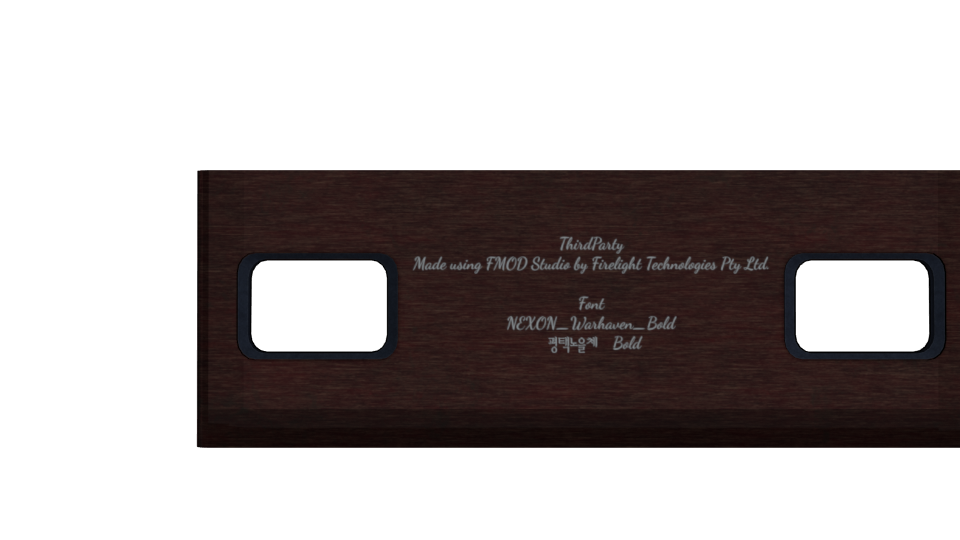 ThirdParty
Made using FMOD Studio by Firelight Technologies Pty Ltd.
Font
NEXON_Warhaven_Bold
평택노을체 Bold